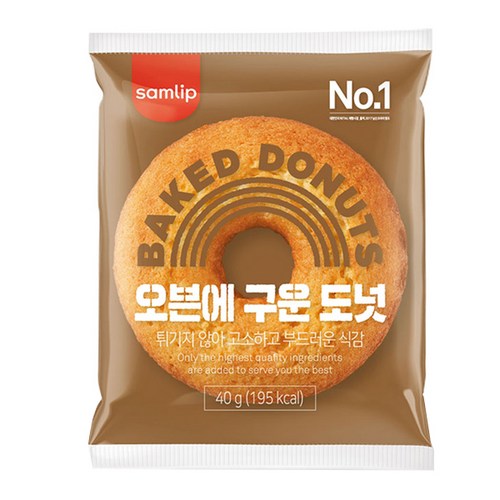 samlip
No.1
BAKED DONUTS
오븐에 구운 도넛
튀기지 않아 고소하고 부드러운 식감
Only the highest quality ingredients
are added to serve you the best
40 g (195 kcal)